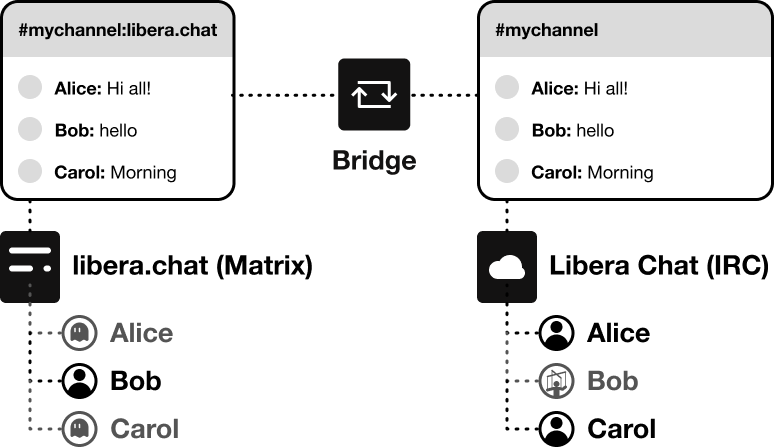 #mychannel:libera.chat
Alice: Hi all!
Bob: hello
Carol: Morning
Bridge
#mychannel
Alice: Hi all!
Bob: hello
Carol: Morning
libera.chat (Matrix)
Alice
Bob
Carol
Libera Chat (IRC)
Alice
Bob
Carol